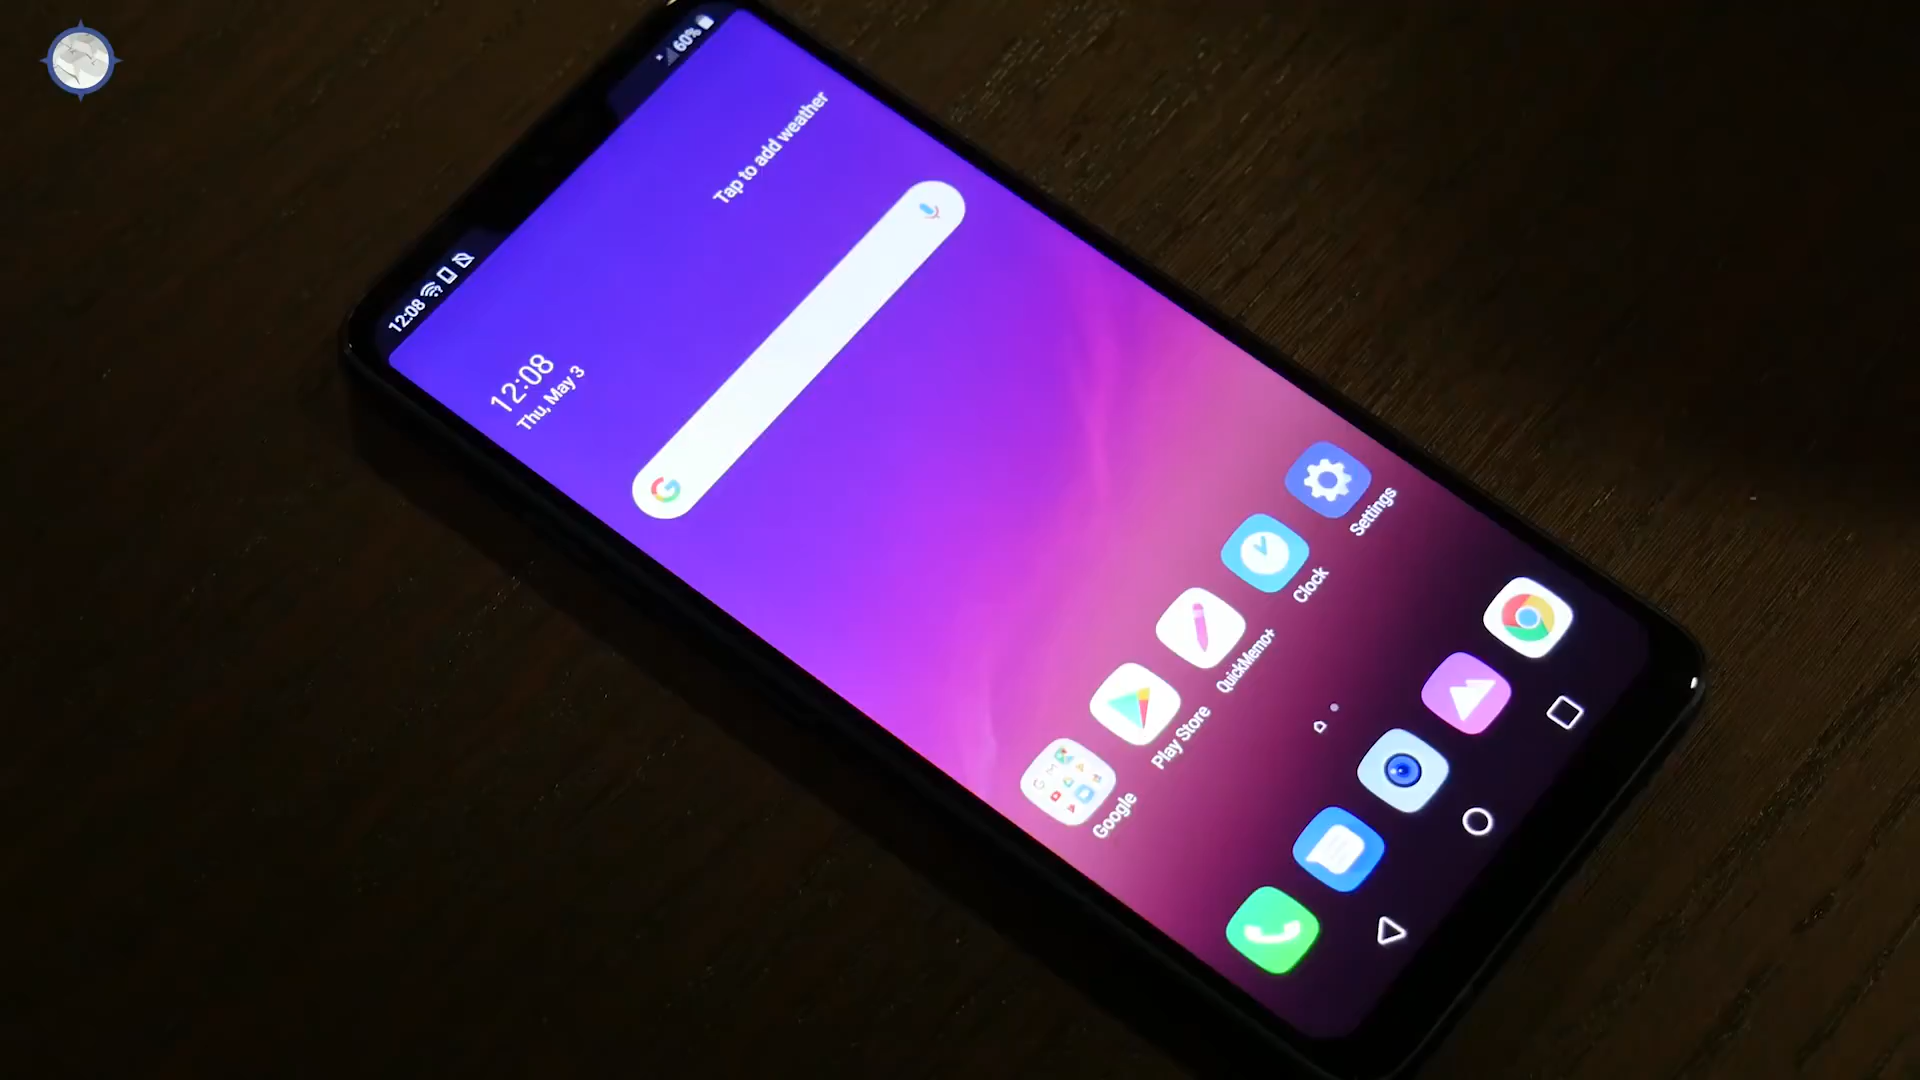 12:08
60%
Tap to add weather
12:08
Thu, May 3
Google
Play Store
QuickMemo+
Clock
Settings